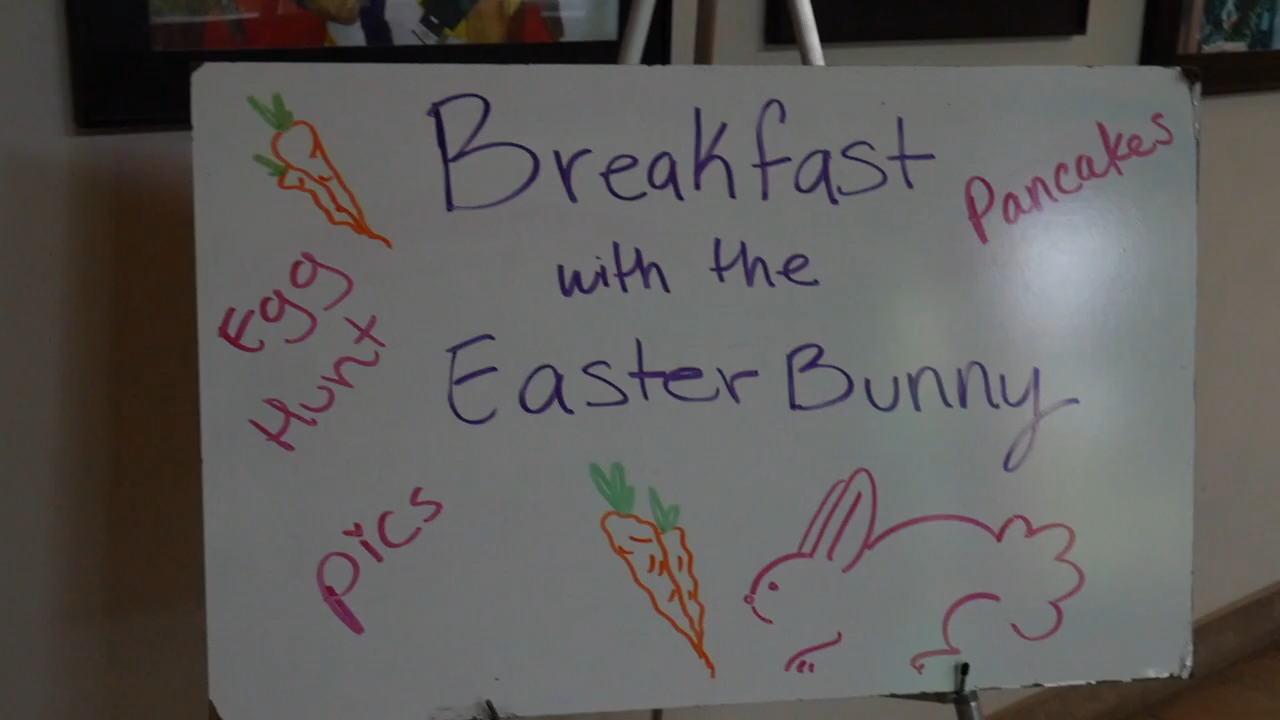 Breakfast
with the
Easter Bunny
Pancakes
Egg
Hunt
Pics